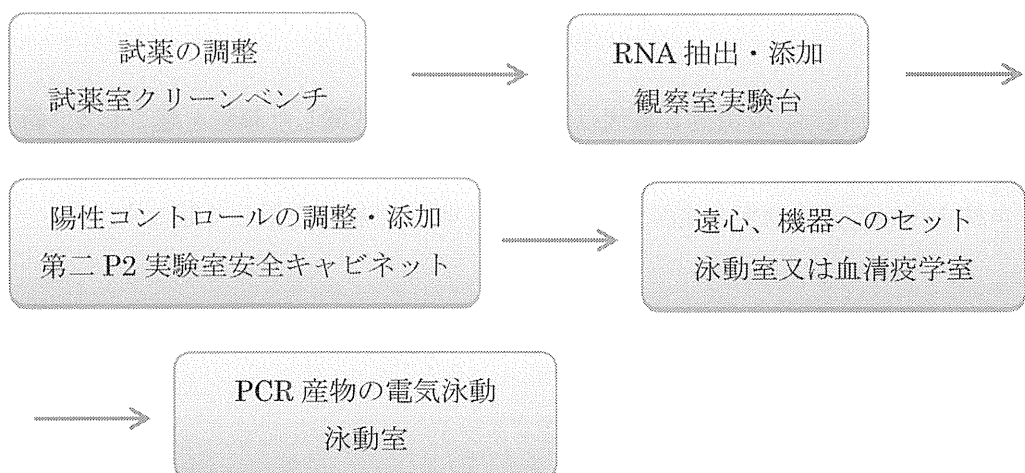 試薬の調整
試薬室クリーンベンチ
RNA 抽出・添加
観察室実験台
陽性コントロールの調整・添加
第二 P2 実験室安全キャビネット
遠心、機器へのセット
泳動室又は血清疫学室
PCR 産物の電気泳動
泳動室